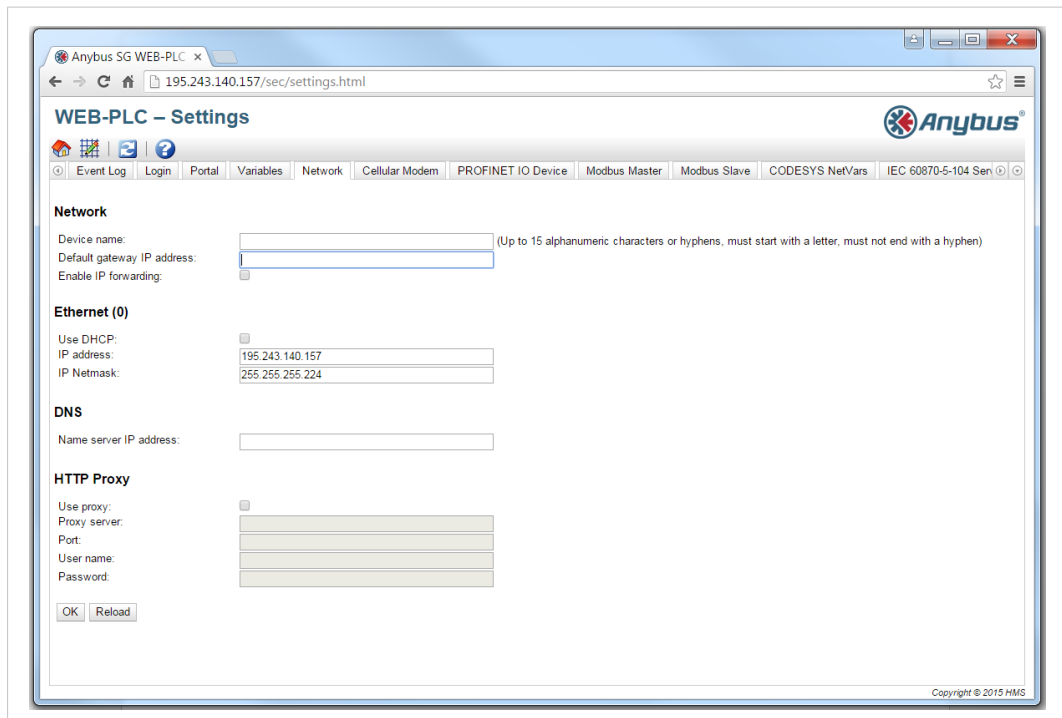 Anybus SG WEB-PLC
195.243.140.157/sec/settings.html
WEB-PLC – Settings
Anybus®
Event Log Login Portal Variables Network Cellular Modem PROFINET IO Device Modbus Master Modbus Slave CODESYS NetVars IEC 60870-5-104 Ser
Network
Device name: (Up to 15 alphanumeric characters or hyphens, must start with a letter, must not end with a hyphen)
Default gateway IP address:
Enable IP forwarding:
Ethernet (0)
Use DHCP:
IP address: 195.243.140.157
IP Netmask: 255.255.255.224
DNS
Name server IP address:
HTTP Proxy
Use proxy:
Proxy server:
Port:
User name:
Password:
OK Reload
Copyright © 2015 HMS